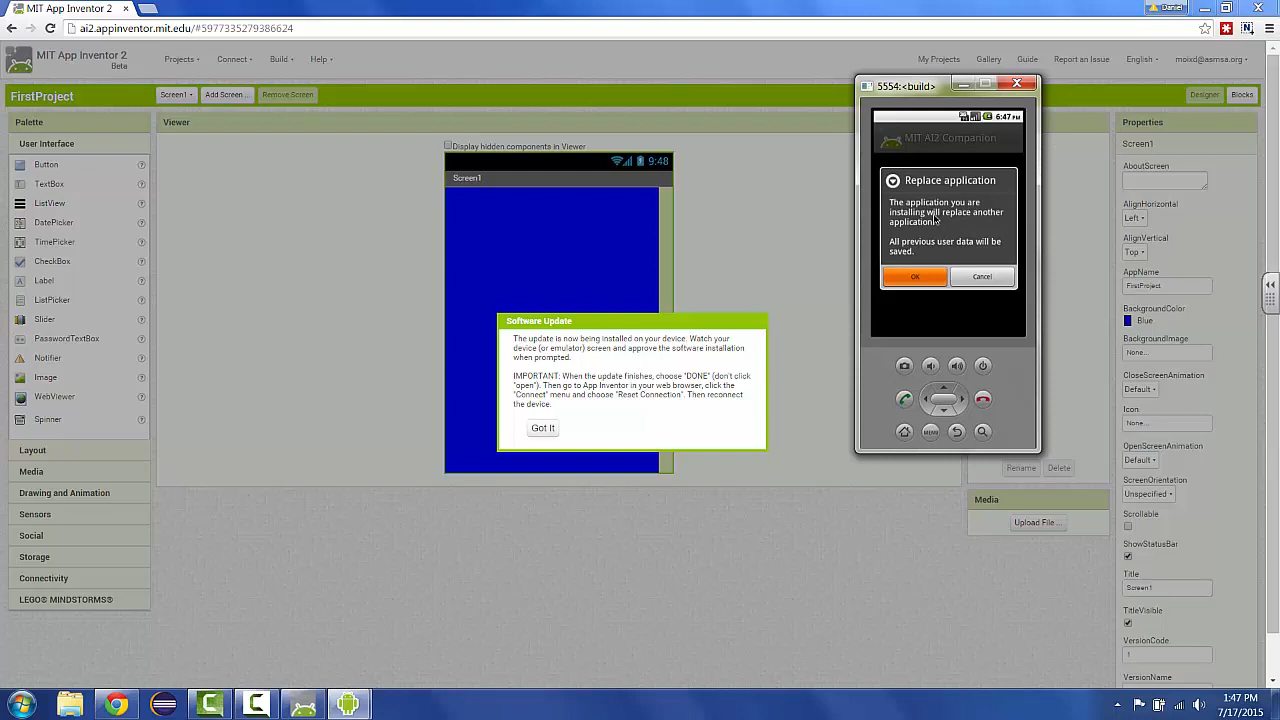 MIT App Inventor 2
Daniel
ai2.appinventor.mit.edu/#5977335279386624
MIT App Inventor 2
Beta
Projects
Connect
Build
Help
My Projects
Gallery
Guide
Report an Issue
English
moixd@asmsa.org
FirstProject
Screen1
Add Screen ...
Remove Screen
Designer
Blocks
Palette
User Interface
Button
TextBox
ListView
DatePicker
TimePicker
CheckBox
Label
ListPicker
Slider
PasswordTextBox
Notifier
Image
WebViewer
Spinner
Layout
Media
Drawing and Animation
Sensors
Social
Storage
Connectivity
LEGO® MINDSTORMS®
Viewer
Display hidden components in Viewer
9:48
Screen1
Software Update
The update is now being installed on your device. Watch your
device (or emulator) screen and approve the software installation
when prompted.
IMPORTANT: When the update finishes, choose "DONE" (don't click
"open"). Then go to App Inventor in your web browser, click the
"Connect" menu and choose "Reset Connection". Then reconnect
the device.
Got It
5554:<build>
6:47 PM
MIT AI2 Companion
Replace application
The application you are
installing will replace another
application.
All previous user data will be
saved.
OK
Cancel
MENU
Rename
Delete
Media
Upload File ...
Properties
Screen1
AboutScreen
AlignHorizontal
Left
AlignVertical
Top
AppName
FirstProject
BackgroundColor
Blue
BackgroundImage
None...
CloseScreenAnimation
Default
Icon
None...
OpenScreenAnimation
Default
ScreenOrientation
Unspecified
Scrollable
ShowStatusBar
Title
Screen1
TitleVisible
VersionCode
1
VersionName
1:47 PM
7/17/2015